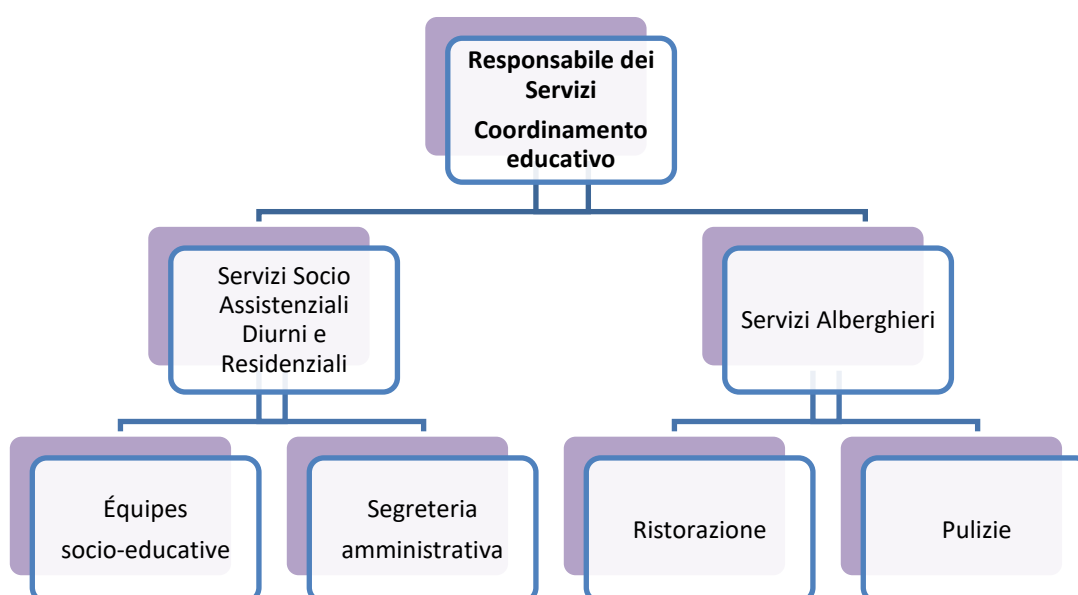 Responsabile dei
Servizi
Coordinamento
educativo
Servizi Socio
Assistenziali
Diurni e
Residenziali
Servizi Alberghieri
Équipes
socio-educative
Segreteria
amministrativa
Ristorazione
Pulizie